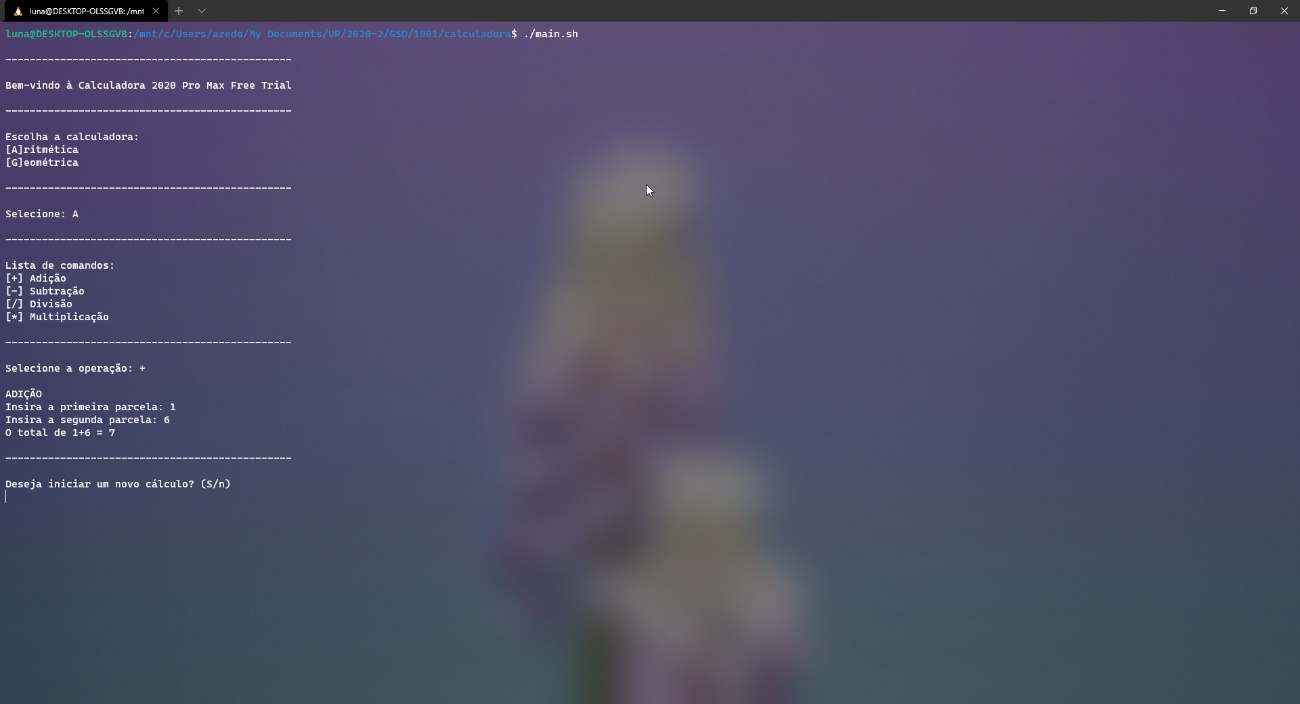 luna@DESKTOP-OLSSGVB: /mnt
luna@DESKTOP-OLSSGVB:/mnt/c/Users/azedo/My Documents/UP/2020-2/GSO/1001/calculadora$ ./main.sh
-----------------------------------------------
Bem-vindo à Calculadora 2020 Pro Max Free Trial
-----------------------------------------------
Escolha a calculadora:
[A]ritmética
[G]eométrica
-----------------------------------------------
Selecione: A
-----------------------------------------------
Lista de comandos:
[+] Adição
[-] Subtração
[/] Divisão
[*] Multiplicação
-----------------------------------------------
Selecione a operação: +
ADIÇÃO
Insira a primeira parcela: 1
Insira a segunda parcela: 6
O total de 1+6 = 7
-----------------------------------------------
Deseja iniciar um novo cálculo? (S/n)